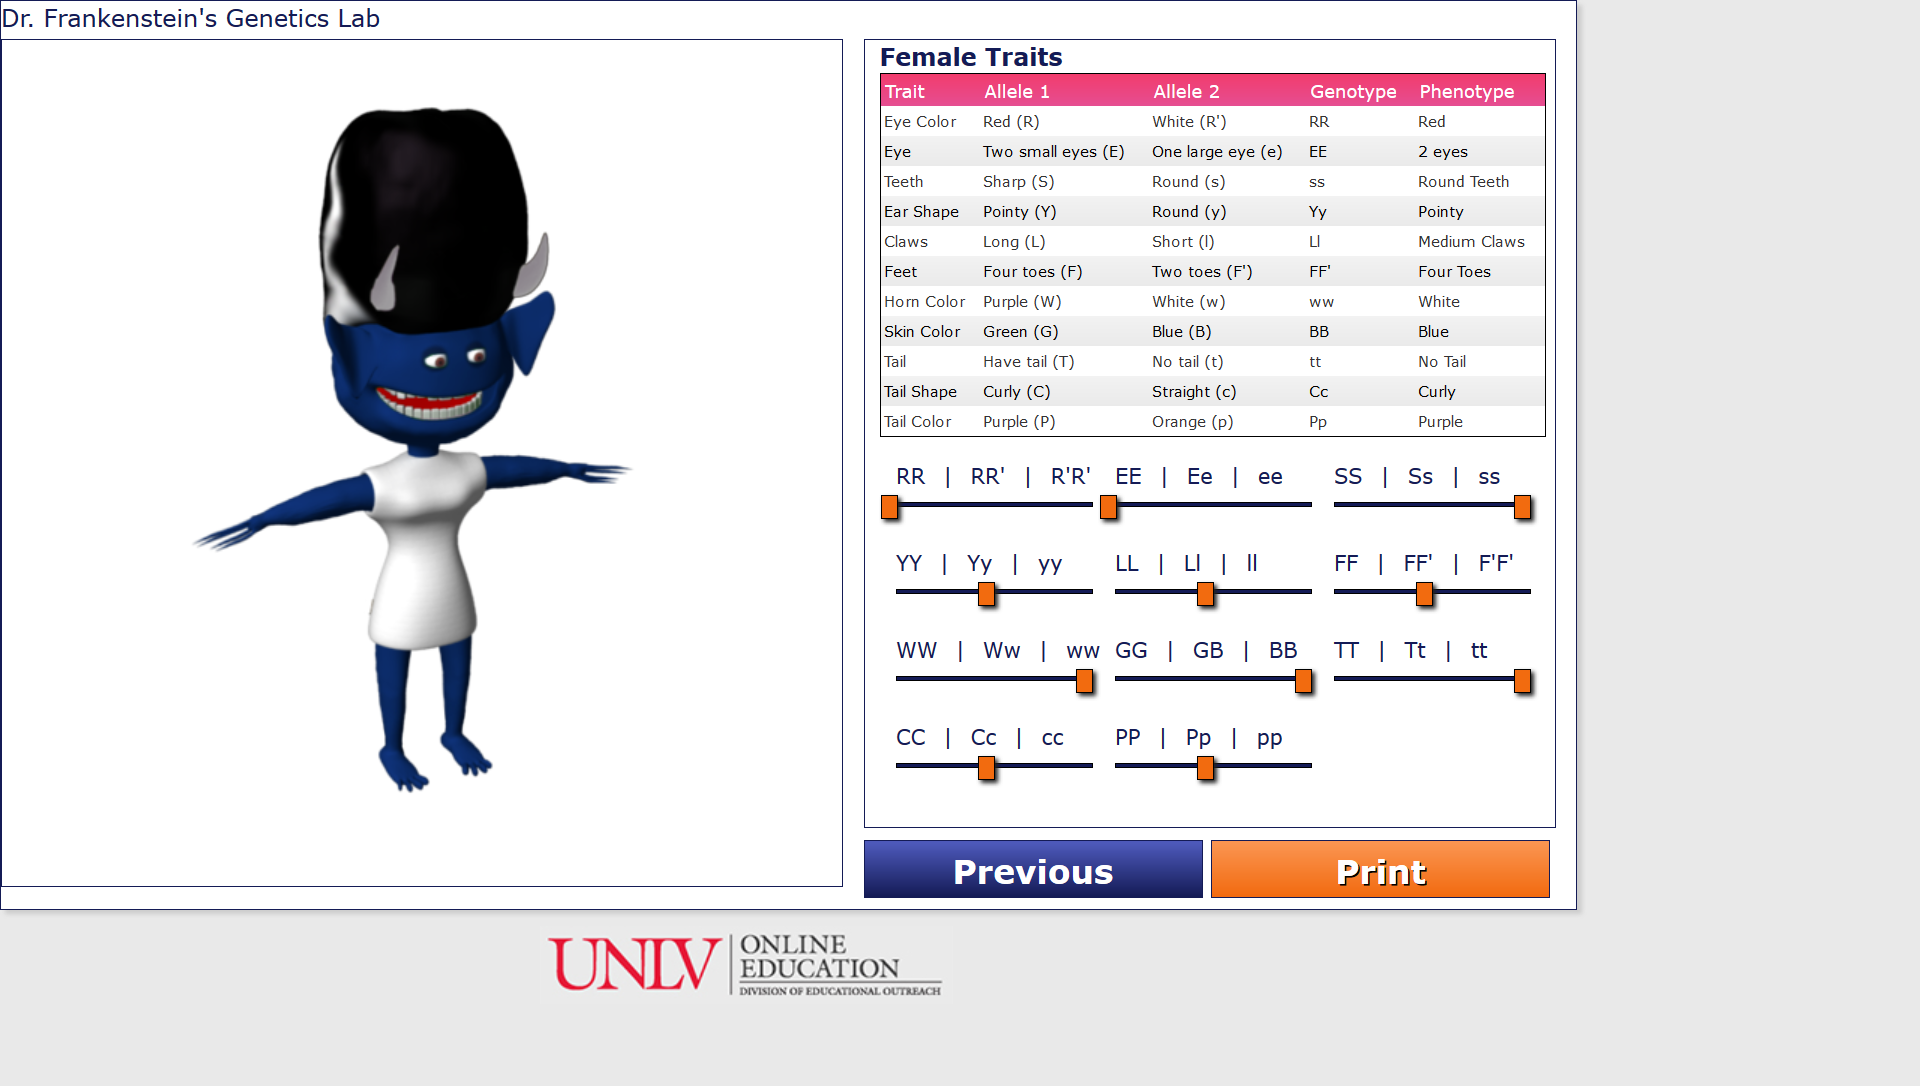 Dr. Frankenstein's Genetics Lab
Female Traits
Trait Allele 1 Allele 2 Genotype Phenotype
Eye Color Red (R) White (R') RR Red
Eye Two small eyes (E) One large eye (e) EE 2 eyes
Teeth Sharp (S) Round (s) ss Round Teeth
Ear Shape Pointy (Y) Round (y) Yy Pointy
Claws Long (L) Short (l) Ll Medium Claws
Feet Four toes (F) Two toes (F') FF' Four Toes
Horn Color Purple (W) White (w) ww White
Skin Color Green (G) Blue (B) BB Blue
Tail Have tail (T) No tail (t) tt No Tail
Tail Shape Curly (C) Straight (c) Cc Curly
Tail Color Purple (P) Orange (p) Pp Purple
RR | RR' | R'R' EE | Ee | ee SS | Ss | ss
YY | Yy | yy LL | Ll | ll FF | FF' | F'F'
WW | Ww | ww GG | GB | BB TT | Tt | tt
CC | Cc | cc PP | Pp | pp
Previous Print
UNLV ONLINE
EDUCATION
DIVISION OF EDUCATIONAL OUTREACH